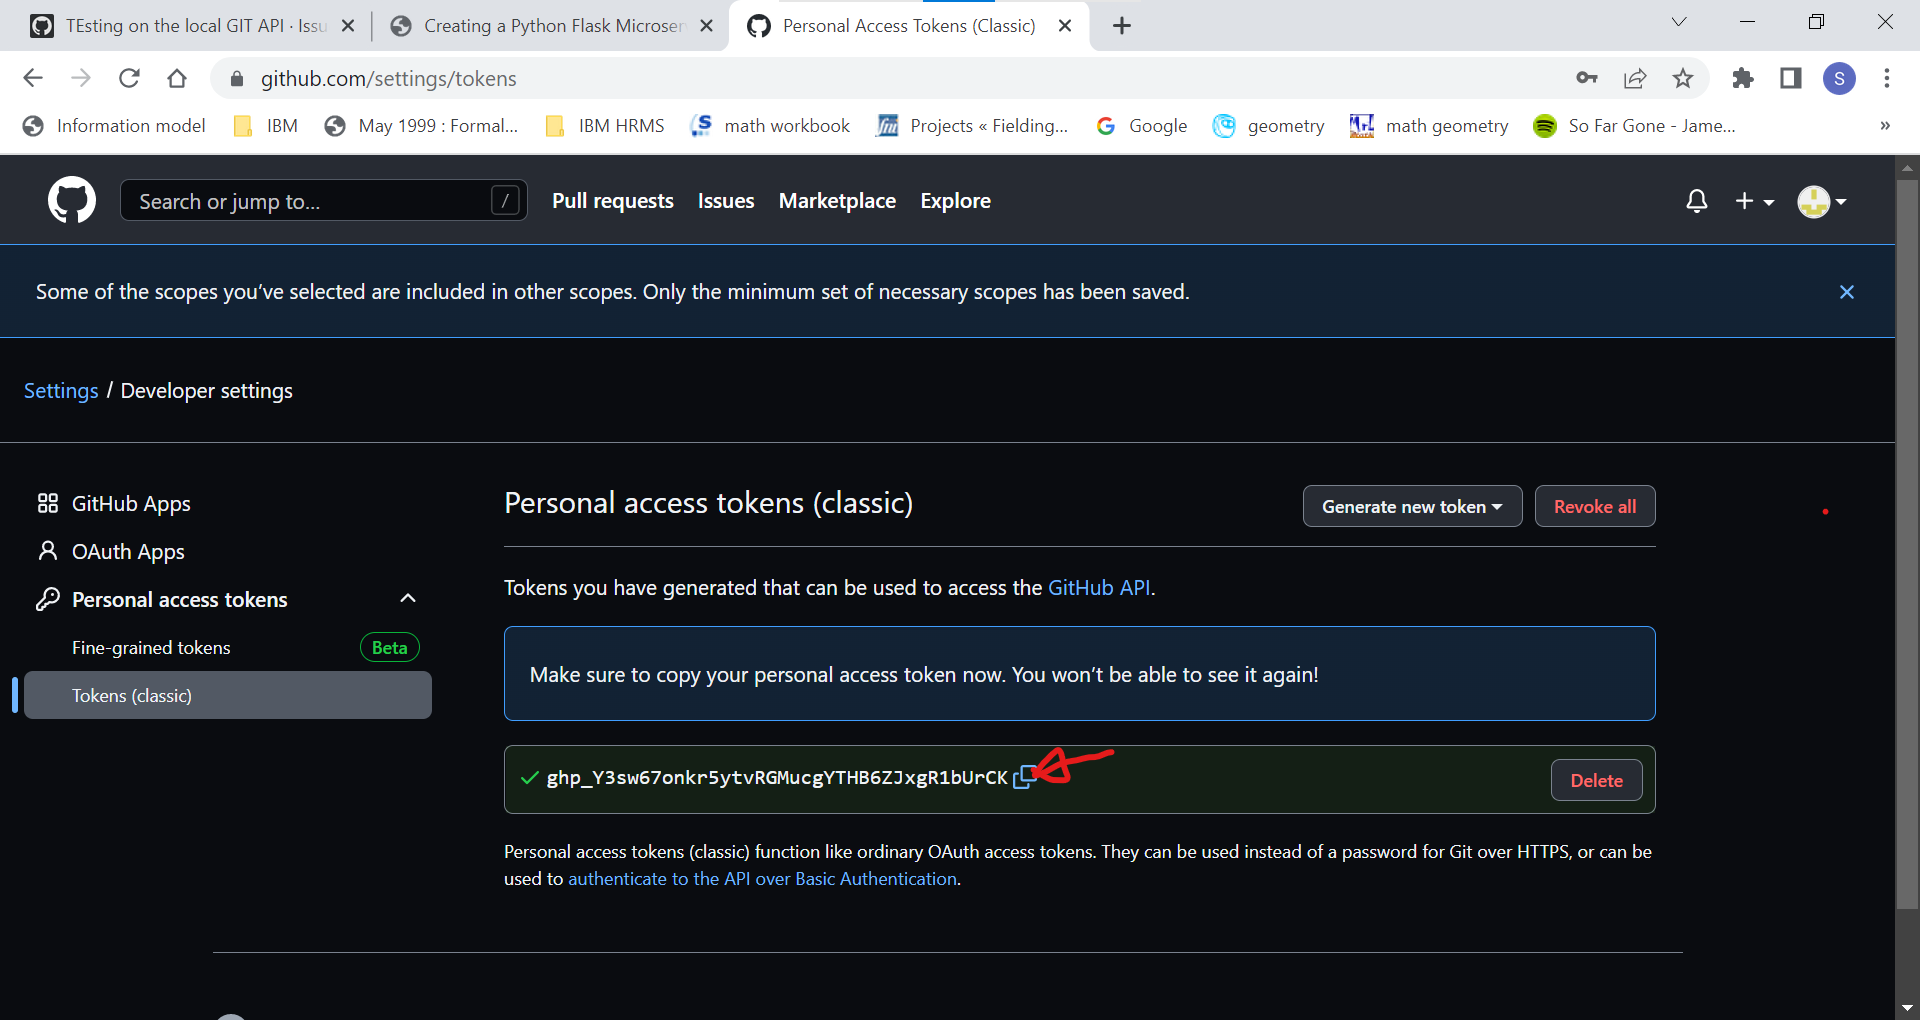 TEsting on the local GIT API · Issu
Creating a Python Flask Microser
Personal Access Tokens (Classic)
github.com/settings/tokens
S
Information model
IBM
May 1999 : Formal...
IBM HRMS
math workbook
Projects « Fielding...
Google
geometry
math geometry
So Far Gone - Jame...
»
Search or jump to...
/
Pull requests
Issues
Marketplace
Explore
Some of the scopes you’ve selected are included in other scopes. Only the minimum set of necessary scopes has been saved.
Settings / Developer settings
GitHub Apps
OAuth Apps
Personal access tokens
Fine-grained tokens
Beta
Tokens (classic)
Personal access tokens (classic)
Generate new token
Revoke all
Tokens you have generated that can be used to access the GitHub API.
Make sure to copy your personal access token now. You won’t be able to see it again!
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
Delete
Personal access tokens (classic) function like ordinary OAuth access tokens. They can be used instead of a password for Git over HTTPS, or can be
used to authenticate to the API over Basic Authentication.